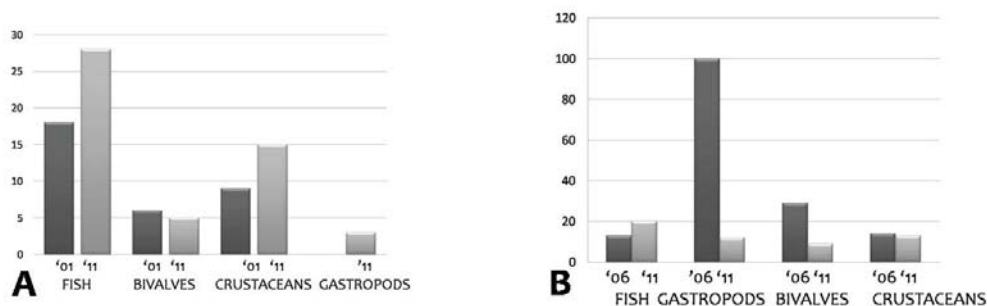 30
25
20
15
10
5
0
‘01 ‘11 ‘01 ‘11 ‘01 ‘11 ’11
FISH BIVALVES CRUSTACEANS GASTROPODS
A
120
100
80
60
40
20
0
‘06 ‘11 ’06 ‘11 ‘06 ‘11 ‘06 ‘11
FISH GASTROPODS BIVALVES CRUSTACEANS
B